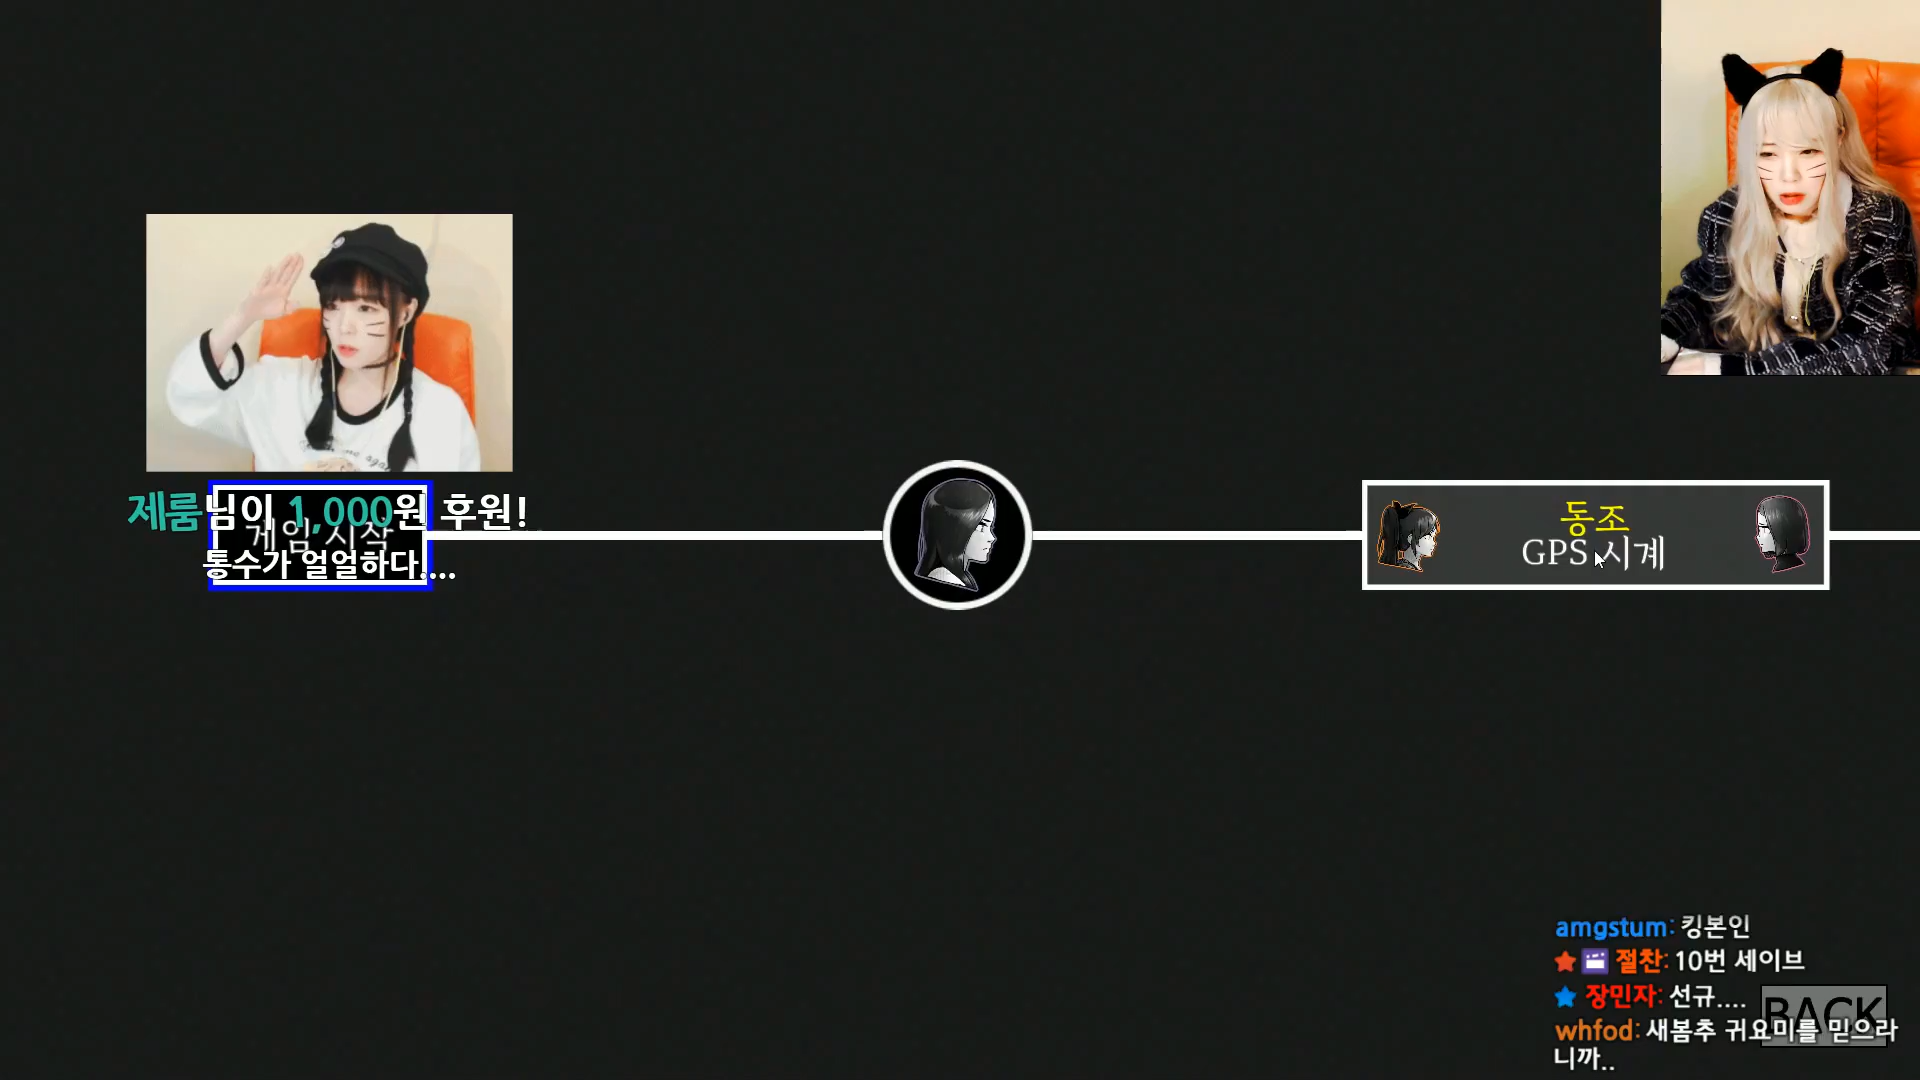 제룸님이 1,000원 후원!
게임 시작
통수가 얼얼하다....
동조
GPS 시계
amgstum: 킹본인
절찬: 10번 세이브
장민자: 선규....
BACK
whfod: 새봄추 귀요미를 믿으라
니까..